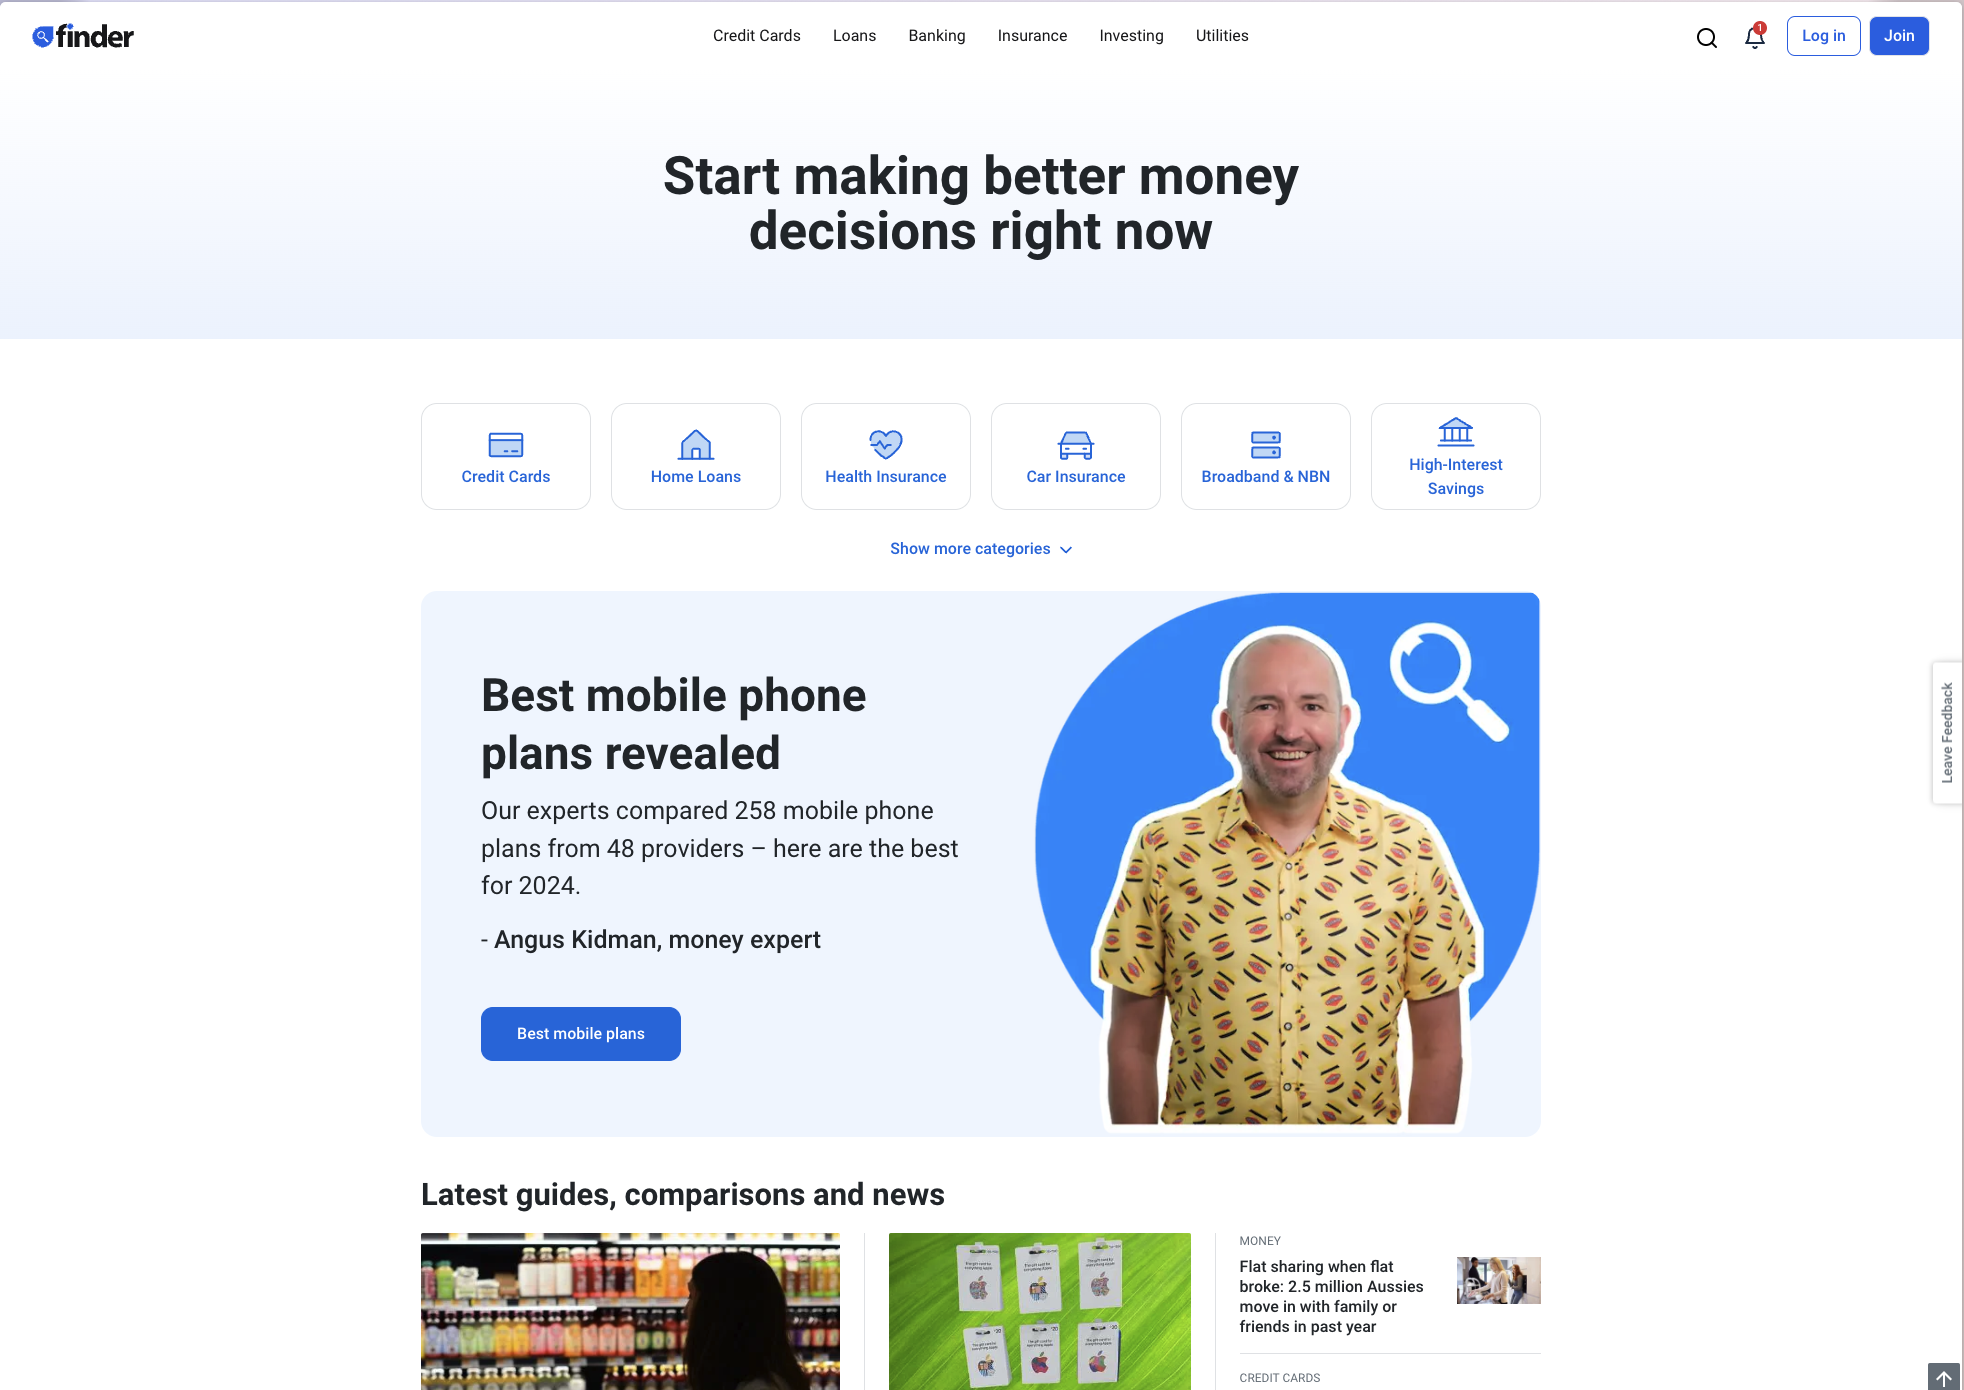 finder
Credit Cards Loans Banking Insurance Investing Utilities
1
Log in
Join
Start making better money
decisions right now
Credit Cards
Home Loans
Health Insurance
Car Insurance
Broadband & NBN
High-Interest
Savings
Show more categories
Best mobile phone
plans revealed
Our experts compared 258 mobile phone
plans from 48 providers – here are the best
for 2024.
- Angus Kidman, money expert
Best mobile plans
Leave Feedback
Latest guides, comparisons and news
MONEY
Flat sharing when flat
broke: 2.5 million Aussies
move in with family or
friends in past year
CREDIT CARDS